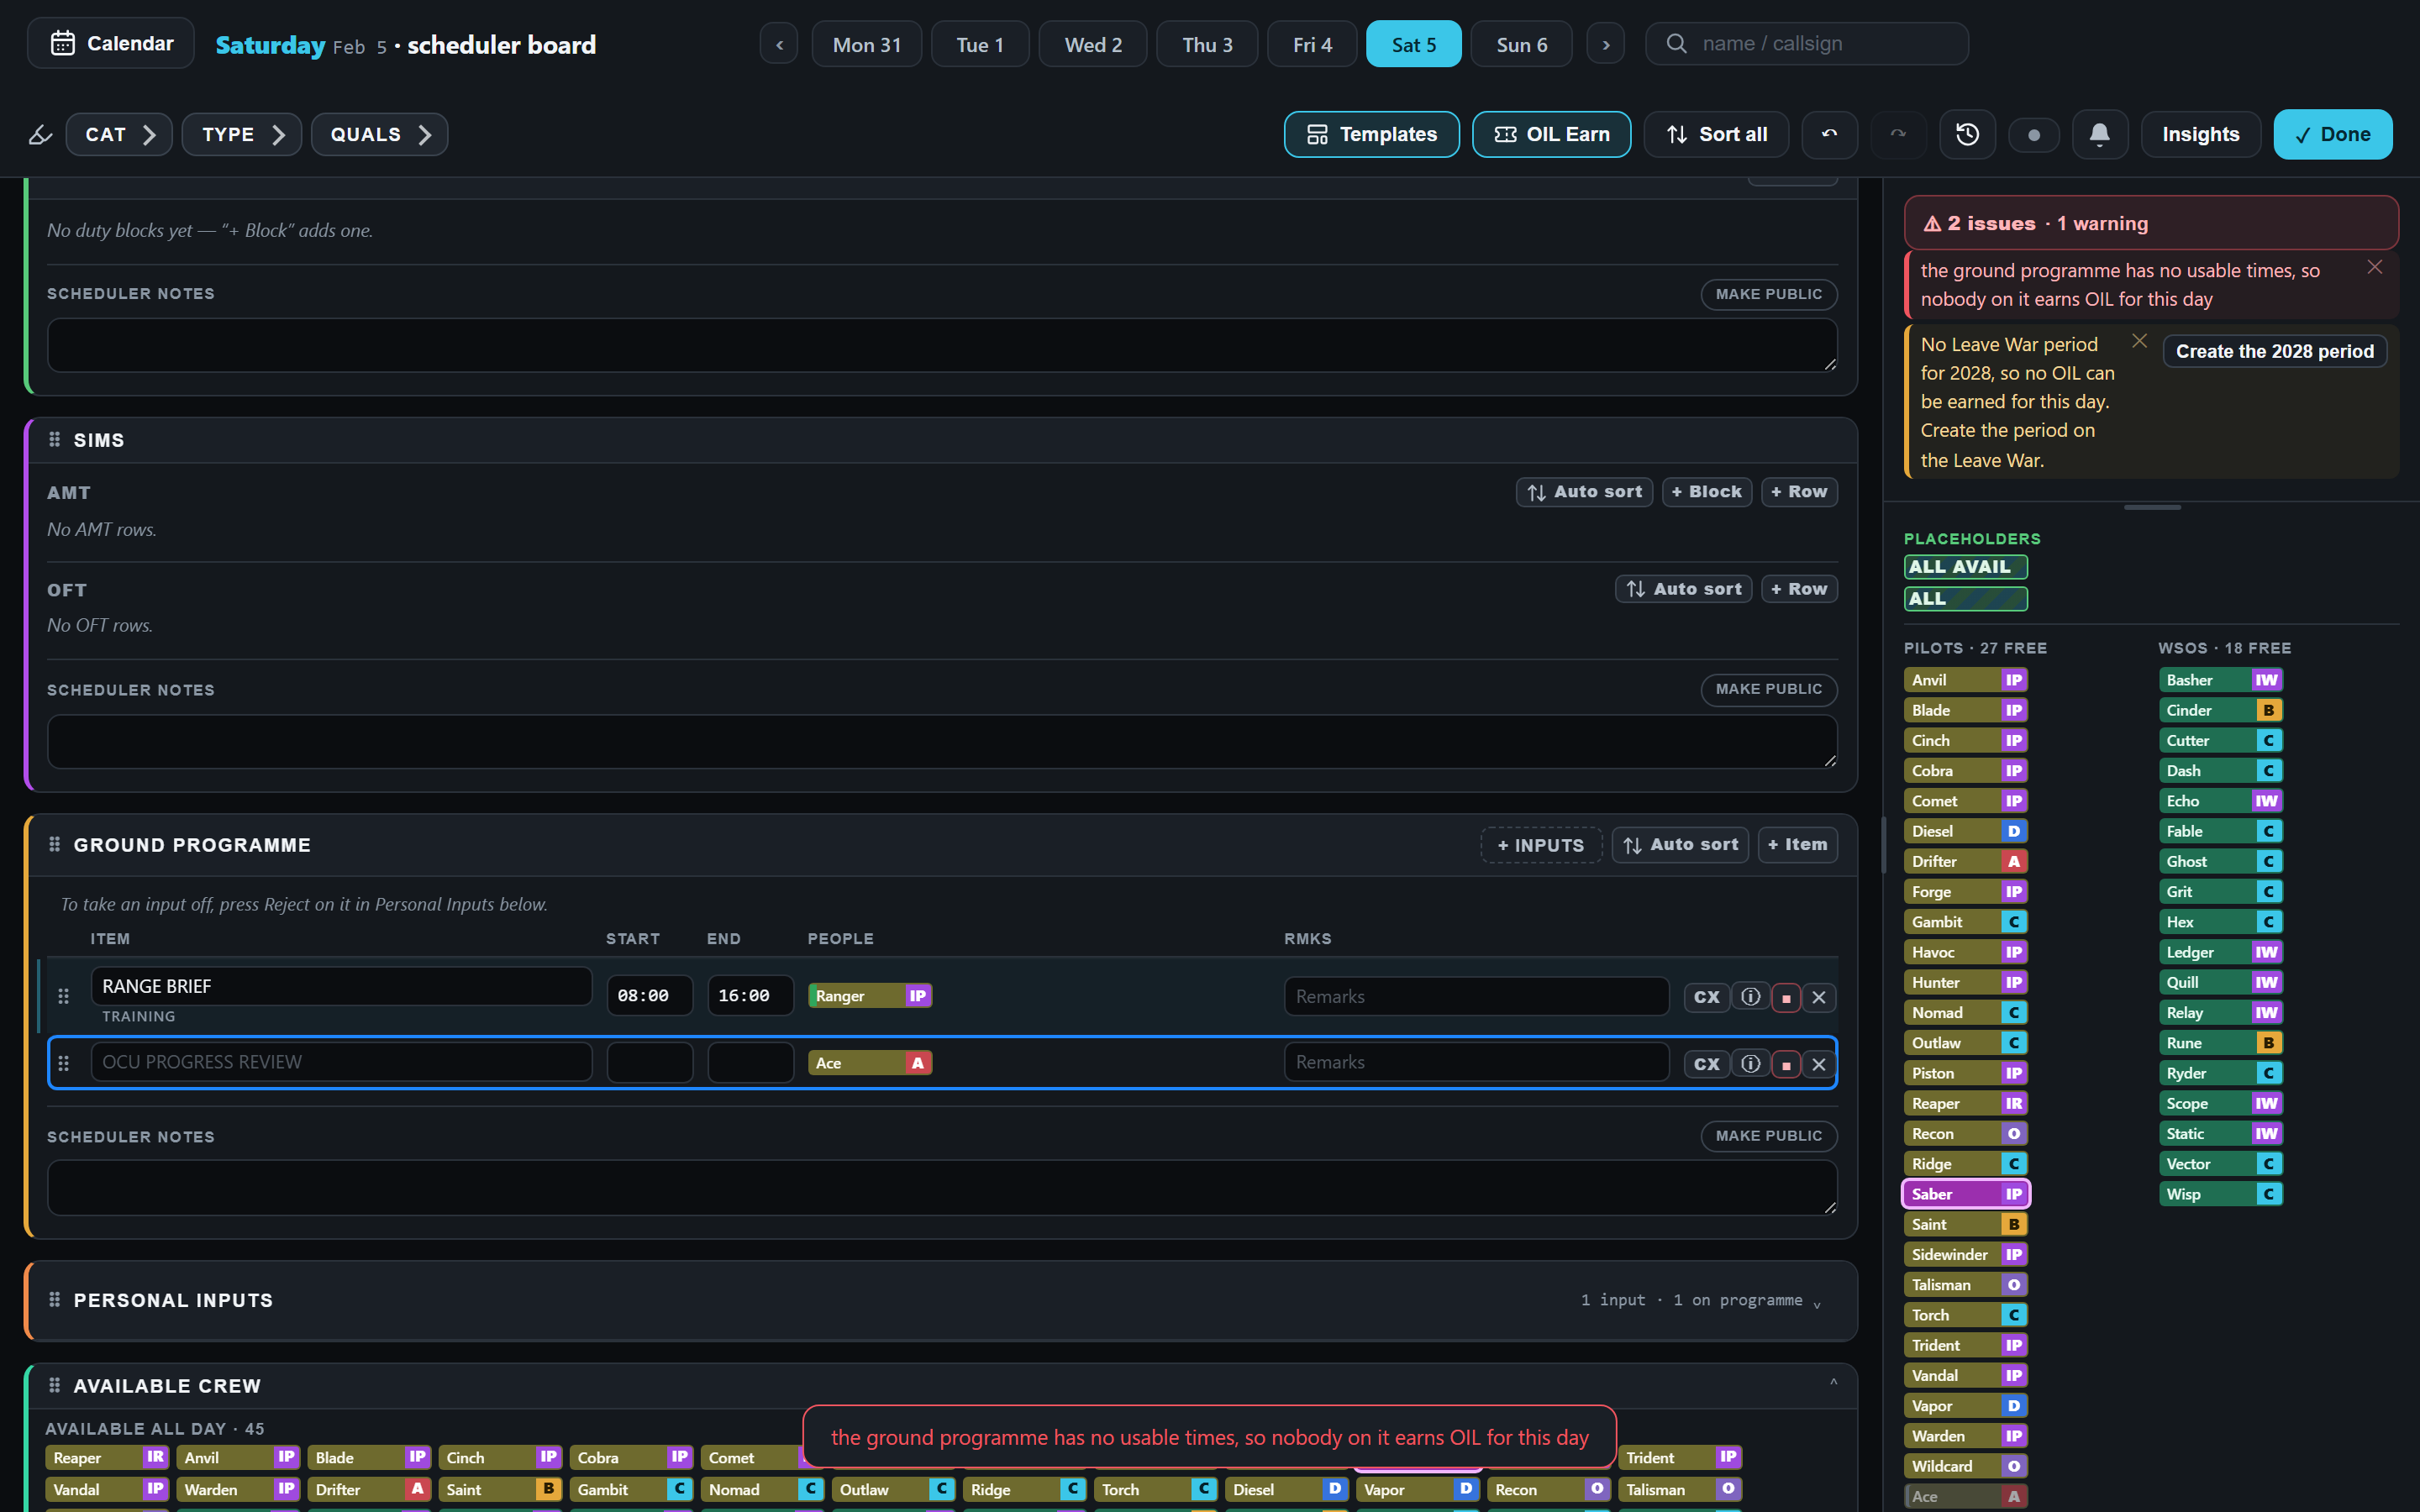 Calendar
Saturday Feb 5 · scheduler board
‹ Mon 31 Tue 1 Wed 2 Thu 3 Fri 4 Sat 5 Sun 6 ›
name / callsign
CAT TYPE QUALS
Templates OIL Earn Sort all Insights ✓ Done
No duty blocks yet — “+ Block” adds one.
SCHEDULER NOTES MAKE PUBLIC
SIMS
AMT Auto sort + Block + Row
No AMT rows.
OFT Auto sort + Row
No OFT rows.
SCHEDULER NOTES MAKE PUBLIC
GROUND PROGRAMME + INPUTS Auto sort + Item
To take an input off, press Reject on it in Personal Inputs below.
ITEM START END PEOPLE RMKS
RANGE BRIEF 08:00 16:00 Ranger IP Remarks CX
TRAINING
OCU PROGRESS REVIEW Ace A Remarks CX
SCHEDULER NOTES MAKE PUBLIC
PERSONAL INPUTS 1 input · 1 on programme
AVAILABLE CREW
AVAILABLE ALL DAY · 45
Reaper IR Anvil IP Blade IP Cinch IP Cobra IP Comet Trident IP
Vandal IP Warden IP Drifter A Saint B Gambit C Nomad C Outlaw C Ridge C Torch C Diesel D Vapor D Recon O Talisman O
the ground programme has no usable times, so nobody on it earns OIL for this day
⚠ 2 issues · 1 warning
the ground programme has no usable times, so
nobody on it earns OIL for this day
No Leave War period
for 2028, so no OIL can
be earned for this day.
Create the period on
the Leave War.
Create the 2028 period
PLACEHOLDERS
ALL AVAIL
ALL
PILOTS · 27 FREE
Anvil IP
Blade IP
Cinch IP
Cobra IP
Comet IP
Diesel D
Drifter A
Forge IP
Gambit C
Havoc IP
Hunter IP
Nomad C
Outlaw C
Piston IP
Reaper IR
Recon O
Ridge C
Saber IP
Saint B
Sidewinder IP
Talisman O
Torch C
Trident IP
Vandal IP
Vapor D
Warden IP
Wildcard O
Ace A
WSOS · 18 FREE
Basher IW
Cinder B
Cutter C
Dash C
Echo IW
Fable C
Ghost C
Grit C
Hex C
Ledger IW
Quill IW
Relay IW
Rune B
Ryder C
Scope IW
Static IW
Vector C
Wisp C